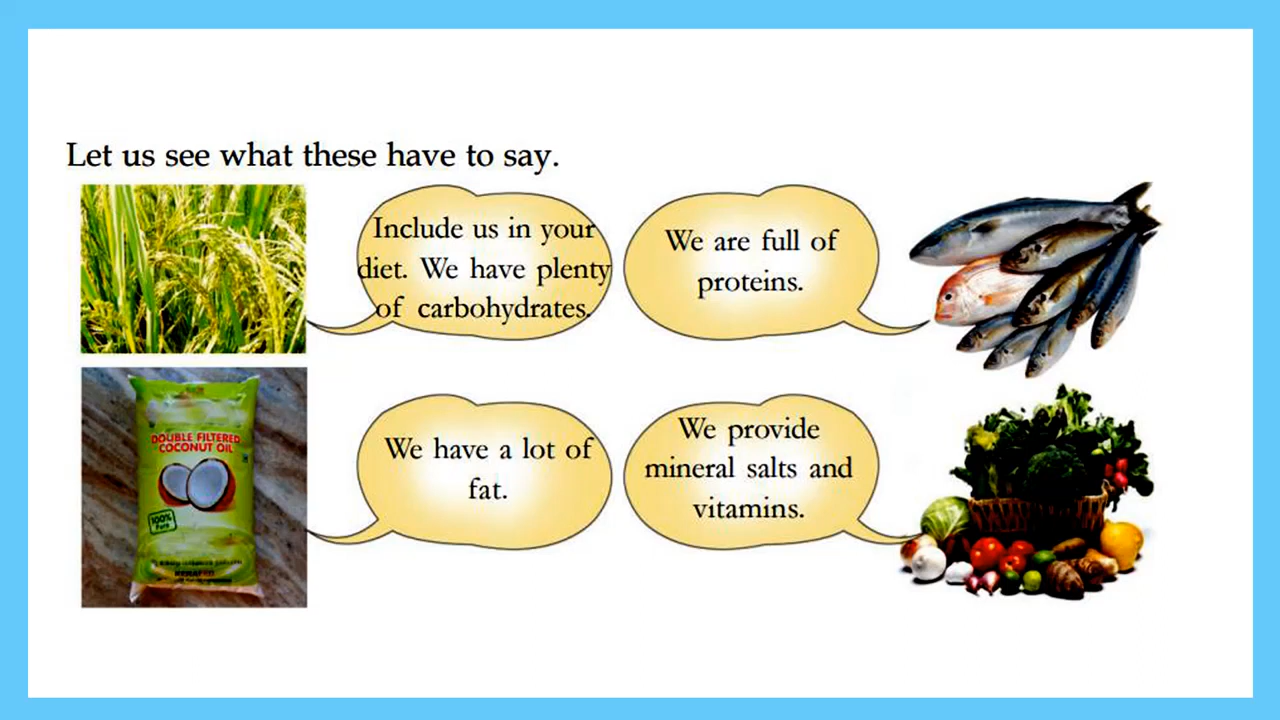 Let us see what these have to say.
Include us in your
diet. We have plenty
of carbohydrates.
We are full of
proteins.
DOUBLE FILTERED
COCONUT OIL
100%
Pure
We have a lot of
fat.
We provide
mineral salts and
vitamins.